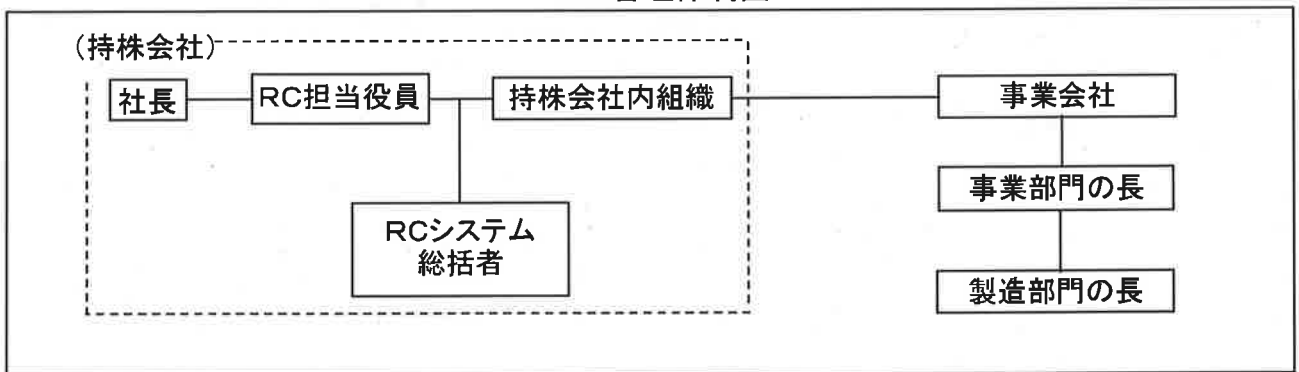 (持株会社)
社長
RC担当役員
持株会社内組織
事業会社
事業部門の長
RCシステム
総括者
製造部門の長